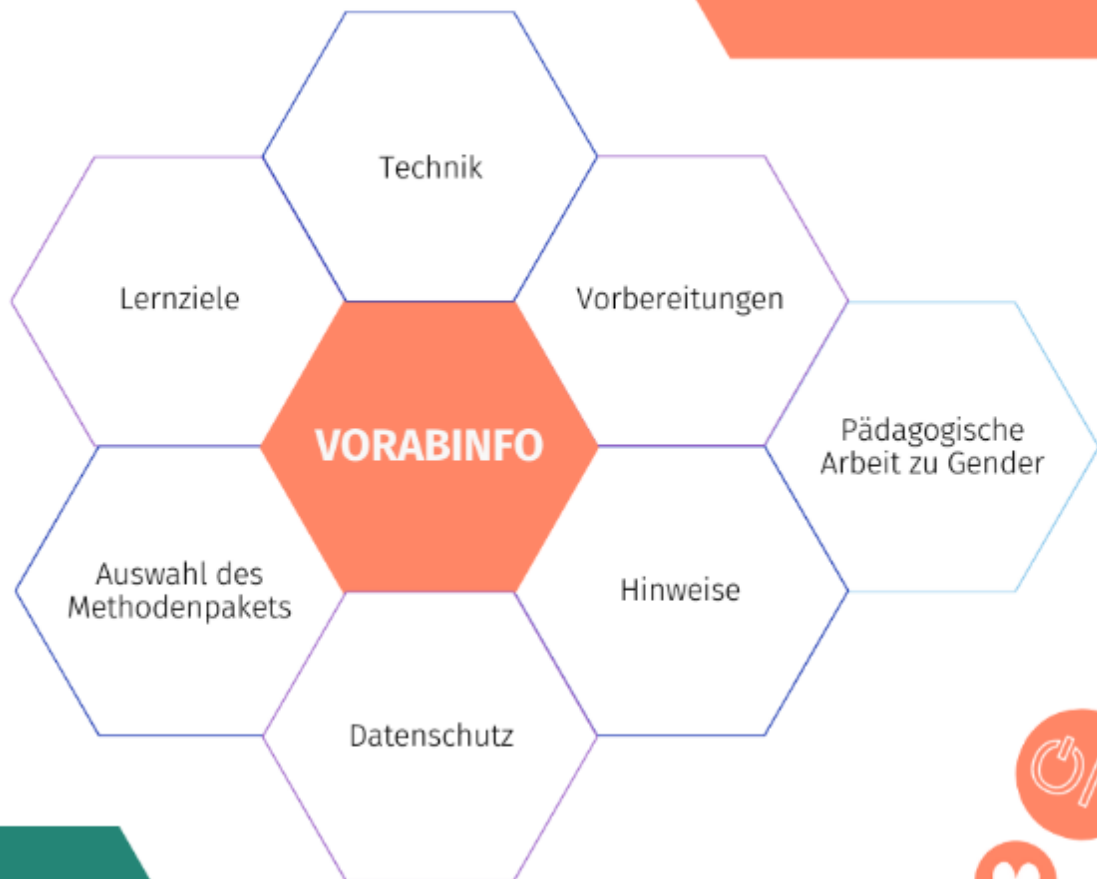 Technik
Lernziele
Vorbereitungen
VORABINFO
Pädagogische
Arbeit zu Gender
Auswahl des
Methodenpakets
Hinweise
Datenschutz